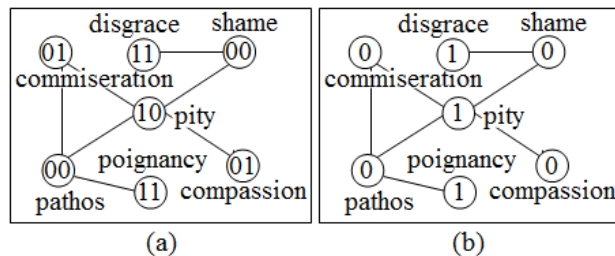 disgrace shame
01 11 00
commiseration
10 pity
00 poignancy 01
pathos 11 compassion
(a)
disgrace shame
0 1 0
commiseration
1 pity
0 poignancy 0
pathos 1 compassion
(b)